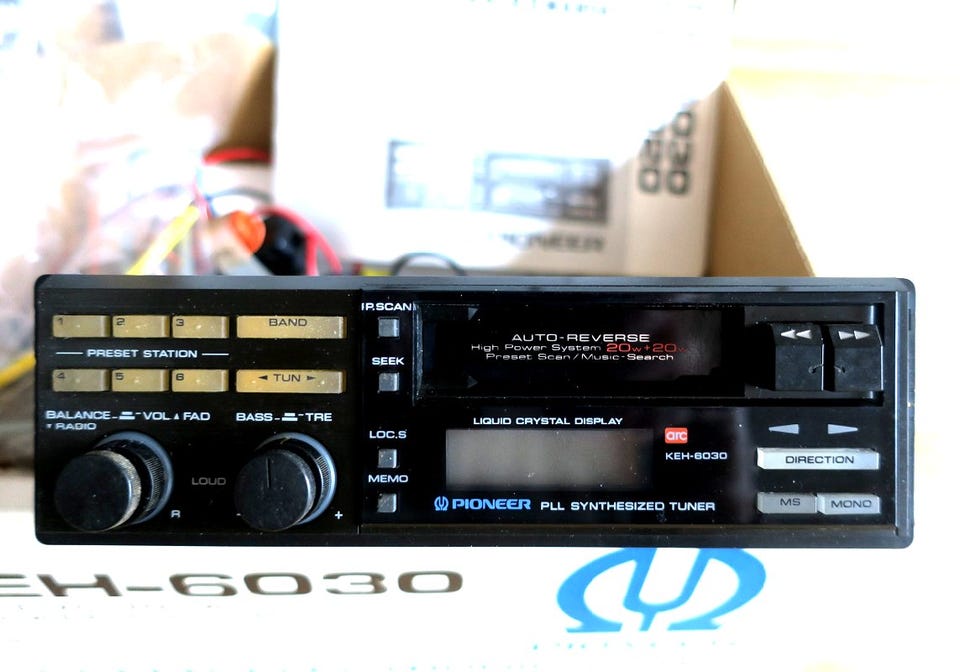 PIONEER
P.SCAN
1 2 3 BAND
AUTO-REVERSE
High Power System 20w+20w
Preset Scan/Music-Search
PRESET STATION
SEEK
4 5 6 ◄ TUN ►
BALANCE VOL ▲ FAD
▼ RADIO
BASS TRE
LOUD
R
- +
LOC.S
MEMO
LIQUID CRYSTAL DISPLAY
arc
KEH-6030
DIRECTION
MS MONO
PIONEER PLL SYNTHESIZED TUNER
EH-6030